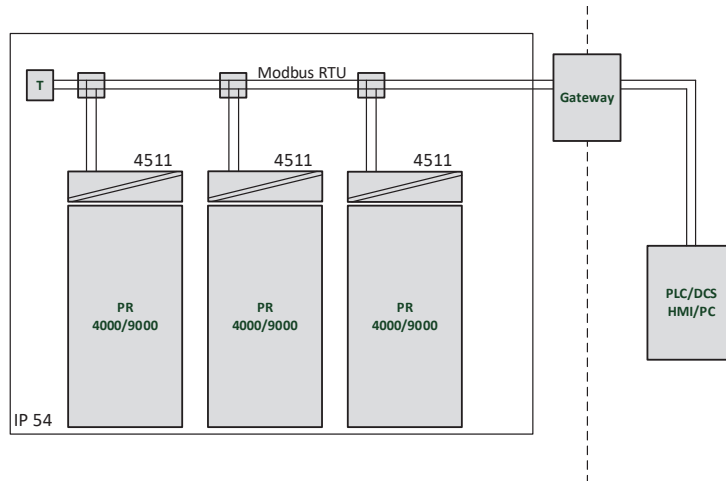 Modbus RTU
T
Gateway
4511
4511
4511
PR
4000/9000
PR
4000/9000
PR
4000/9000
PLC/DCS
HMI/PC
IP 54